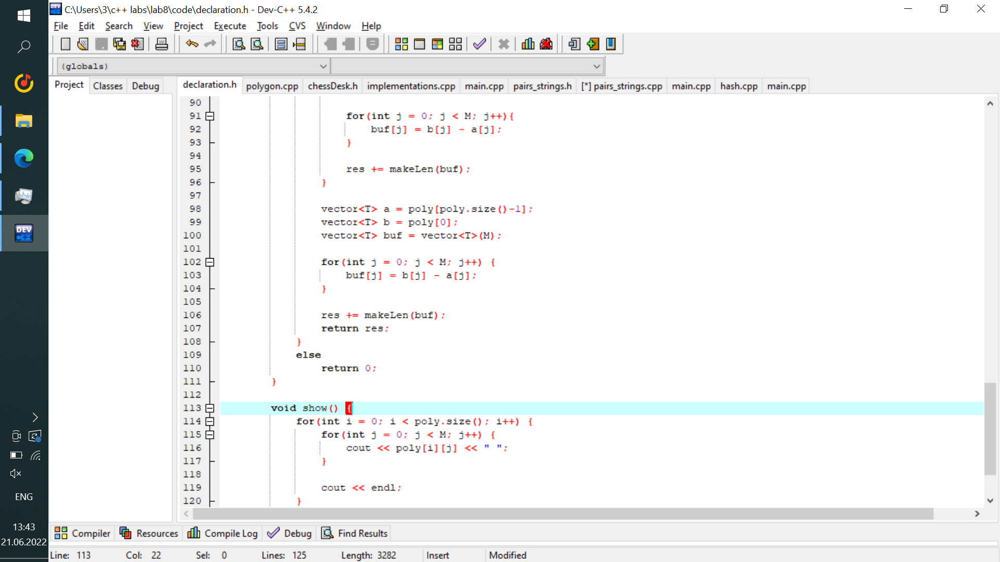 C:\Users\3\c++ labs\lab8\code\declaration.h - Dev-C++ 5.4.2
File Edit Search View Project Execute Tools CVS Window Help
(globals)
Project Classes Debug
declaration.h polygon.cpp chessDesk.h implementations.cpp main.cpp pairs_strings.h [*] pairs_strings.cpp main.cpp hash.cpp main.cpp
90
91 for(int j = 0; j < M; j++){
92 buf[j] = b[j] - a[j];
93 }
94
95 res += makeLen(buf);
96 }
97
98 vector<T> a = poly[poly.size()-1];
99 vector<T> b = poly[0];
100 vector<T> buf = vector<T>(M);
101
102 for(int j = 0; j < M; j++) {
103 buf[j] = b[j] - a[j];
104 }
105
106 res += makeLen(buf);
107 return res;
108 }
109 else
110 return 0;
111 }
112
113 void show() {
114 for(int i = 0; i < poly.size(); i++) {
115 for(int j = 0; j < M; j++) {
116 cout << poly[i][j] << " ";
117 }
118
119 cout << endl;
120 }
Compiler Resources Compile Log Debug Find Results
Line: 113 Col: 22 Sel: 0 Lines: 125 Length: 3282 Insert Modified
DEV
C++
ENG
13:43
21.06.2022